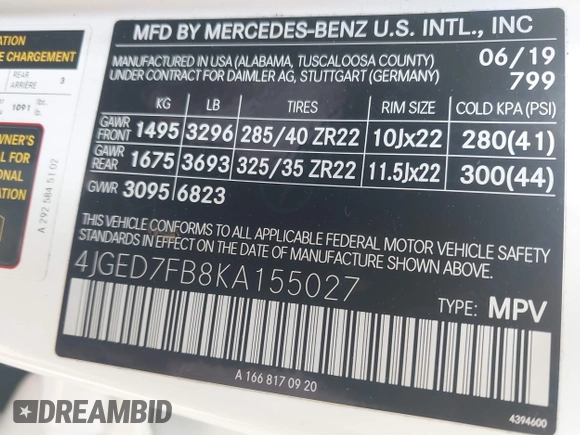 ATION
E CHARGEMENT
REAR
ARRIÈRE
3
1091
lbs.
lb.
WNER'S
AL FOR
ONAL
ATION
A 292 584 51 02
MFD BY MERCEDES-BENZ U.S. INTL., INC
MANUFACTURED IN USA (ALABAMA, TUSCALOOSA COUNTY) 06/19
UNDER CONTRACT FOR DAIMLER AG, STUTTGART (GERMANY) 799
KG LB TIRES RIM SIZE COLD KPA (PSI)
GAWR FRONT 1495 3296 285/40 ZR22 10Jx22 280(41)
GAWR REAR 1675 3693 325/35 ZR22 11.5Jx22 300(44)
GVWR 3095 6823
THIS VEHICLE CONFORMS TO ALL APPLICABLE FEDERAL MOTOR VEHICLE SAFETY
STANDARDS IN EFFECT ON THE DATE OF MANUFACTURE SHOWN ABOVE.
4JGED7FB8KA155027
TYPE: MPV
A 166 817 09 20
4394600
DREAMBID